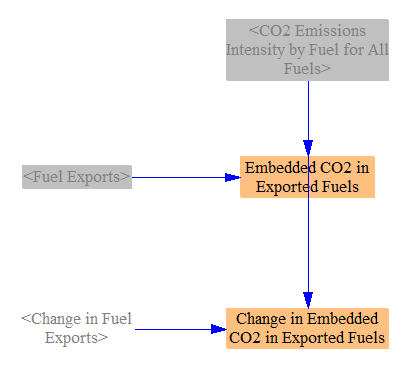 <CO2 Emissions
Intensity by Fuel for All
Fuels>
<Fuel Exports>
Embedded CO2 in
Exported Fuels
<Change in Fuel
Exports>
Change in Embedded
CO2 in Exported Fuels